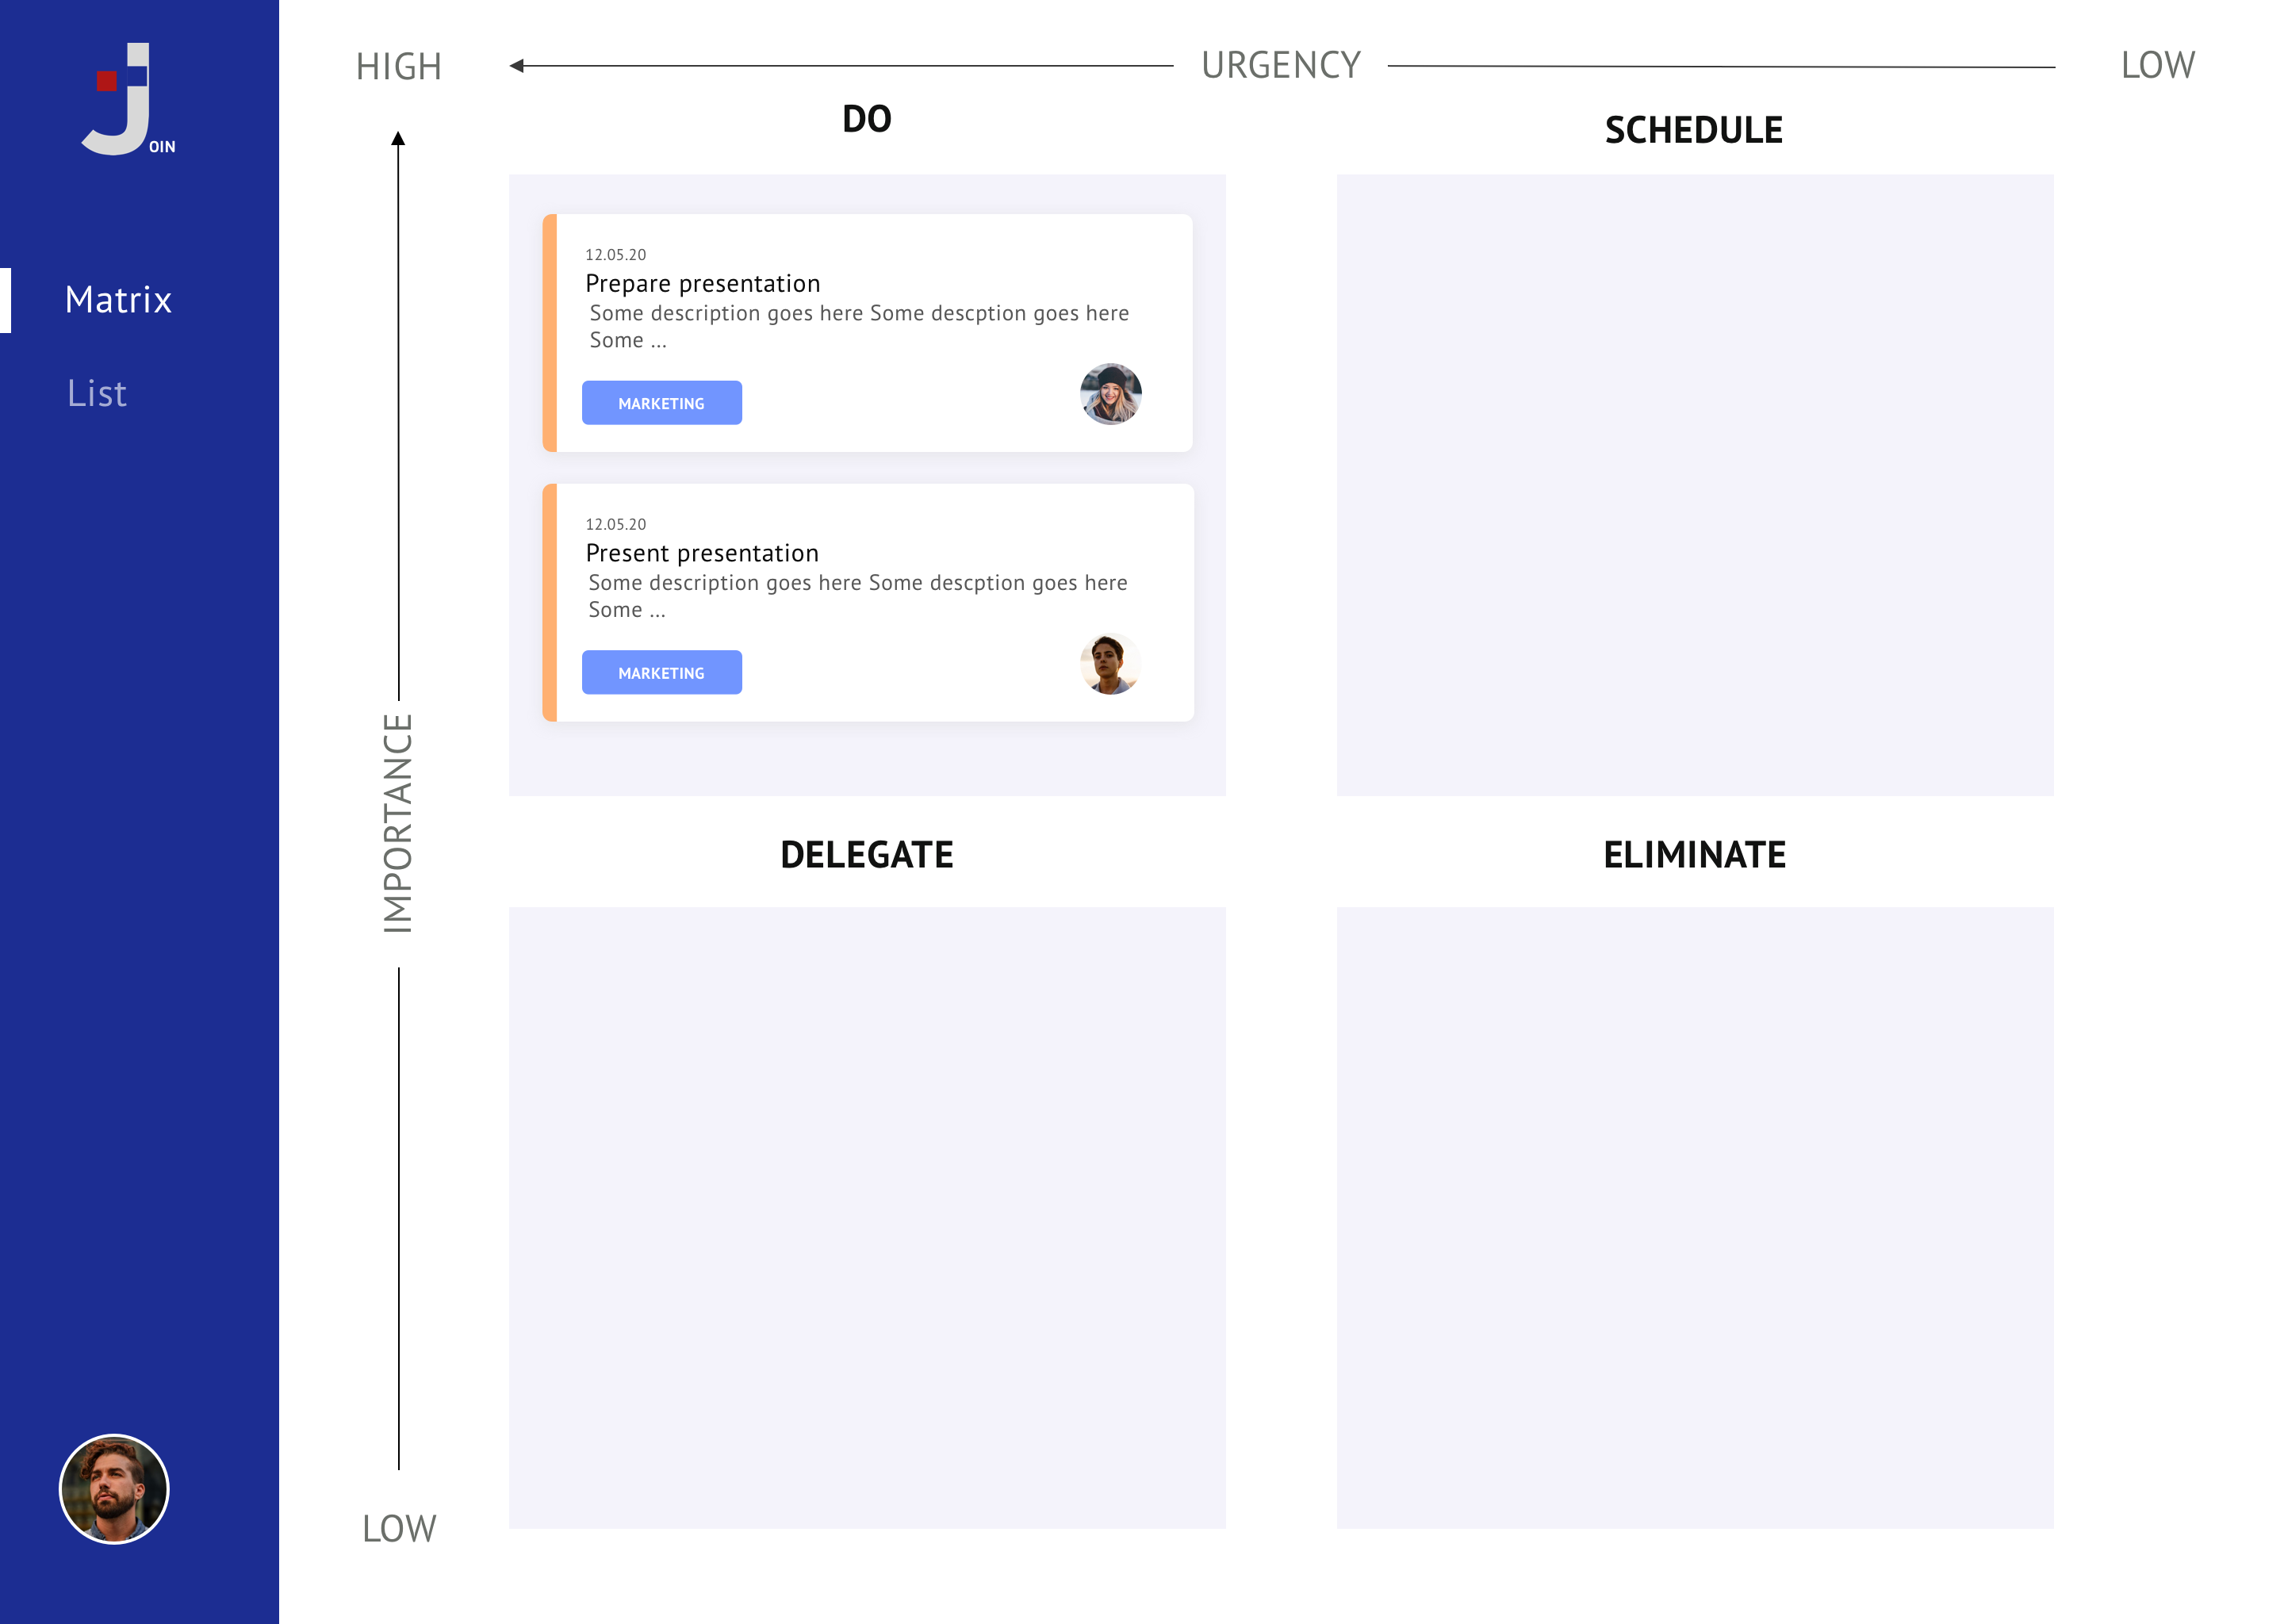 OIN
Matrix
List
HIGH
URGENCY
LOW
DO
SCHEDULE
12.05.20
Prepare presentation
Some description goes here Some descption goes here
Some ...
MARKETING
12.05.20
Present presentation
Some description goes here Some descption goes here
Some ...
MARKETING
IMPORTANCE
DELEGATE
ELIMINATE
LOW